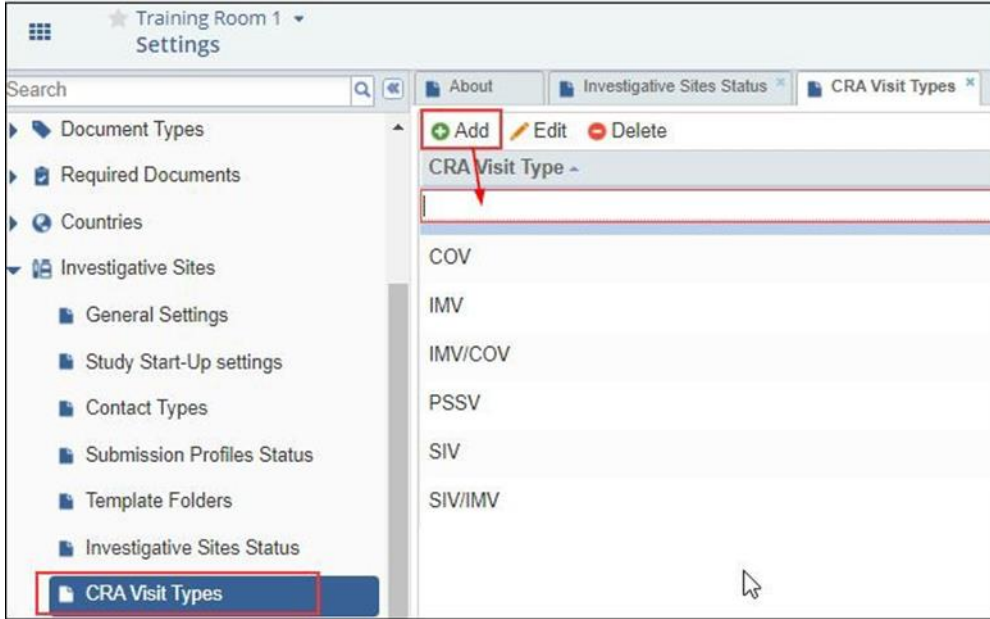 Training Room 1
Settings
Search
Document Types
Required Documents
Countries
Investigative Sites
General Settings
Study Start-Up settings
Contact Types
Submission Profiles Status
Template Folders
Investigative Sites Status
CRA Visit Types
About
Investigative Sites Status
CRA Visit Types
Add Edit Delete
CRA Visit Type
COV
IMV
IMV/COV
PSSV
SIV
SIV/IMV